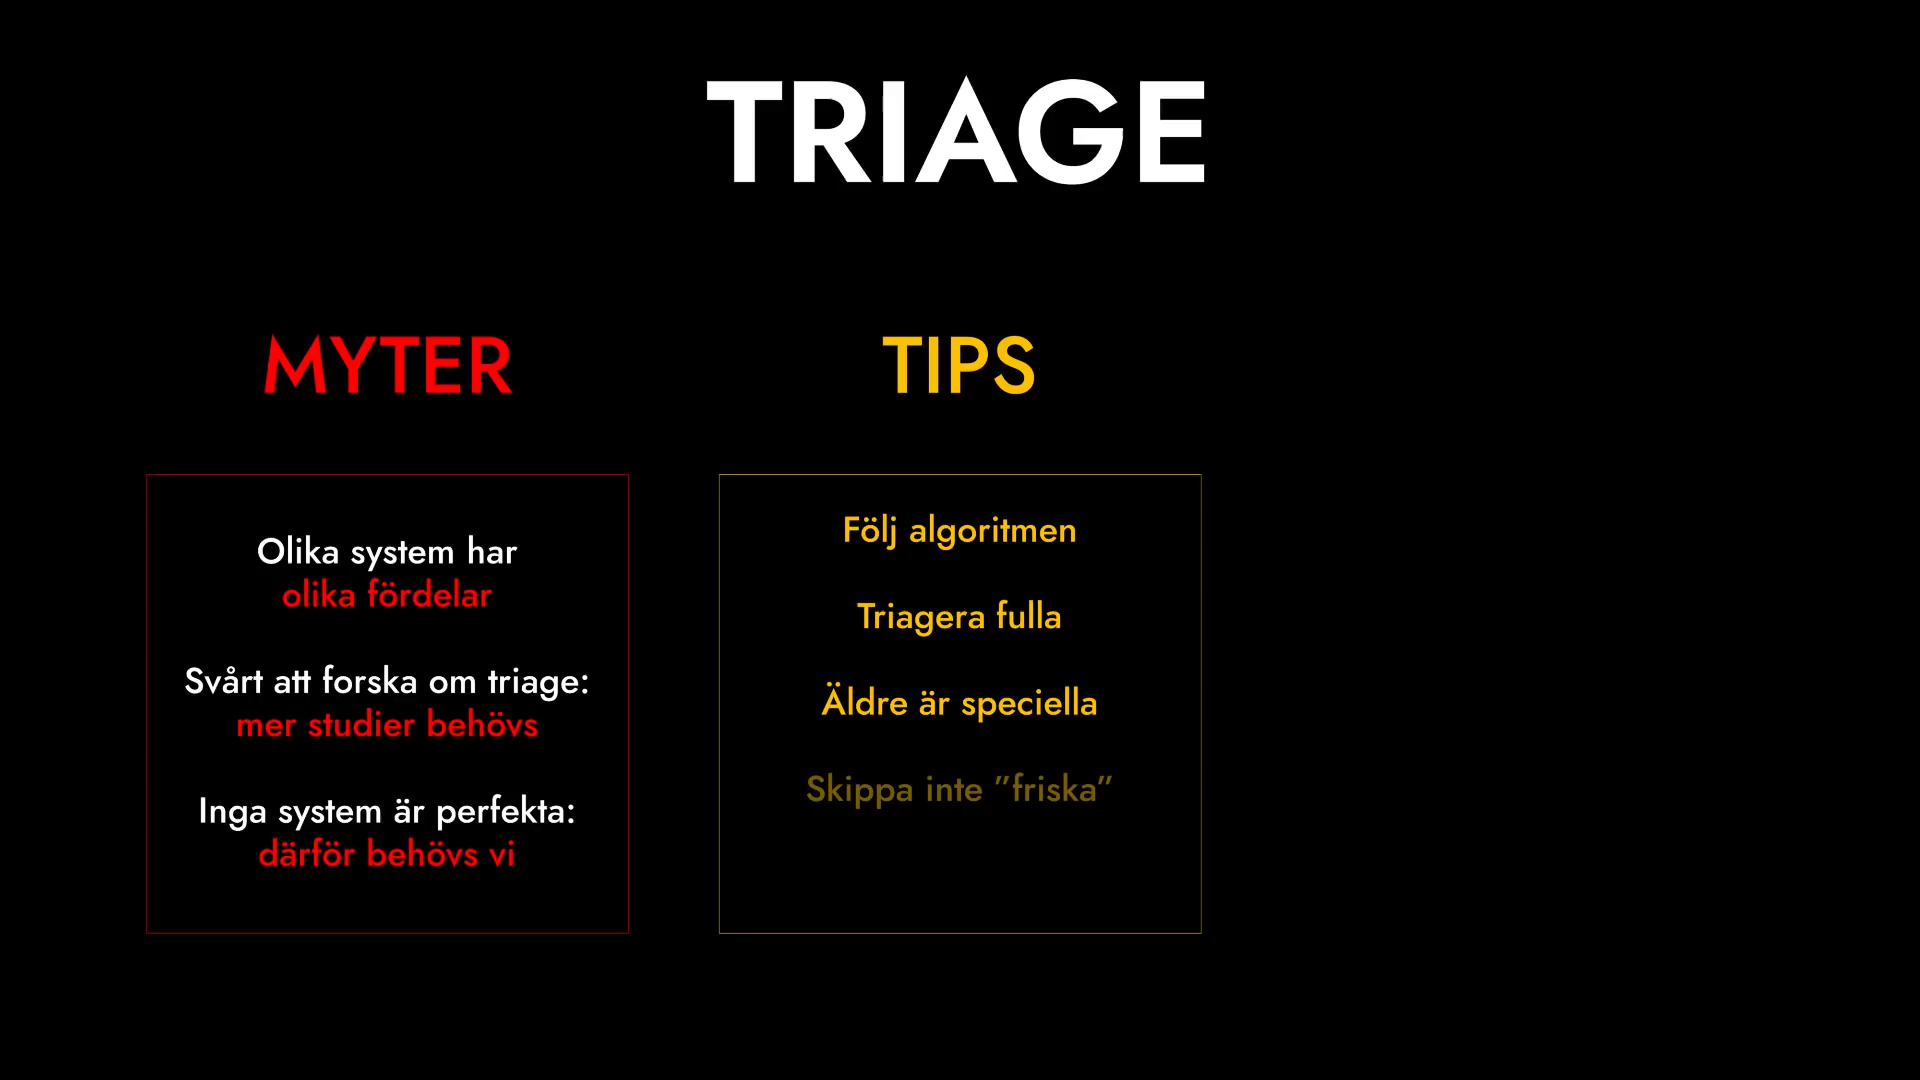 TRIAGE
MYTER
Olika system har
olika fördelar
Svårt att forska om triage:
mer studier behövs
Inga system är perfekta:
därför behövs vi
TIPS
Följ algoritmen
Triagera fulla
Äldre är speciella
Skippa inte ”friska”